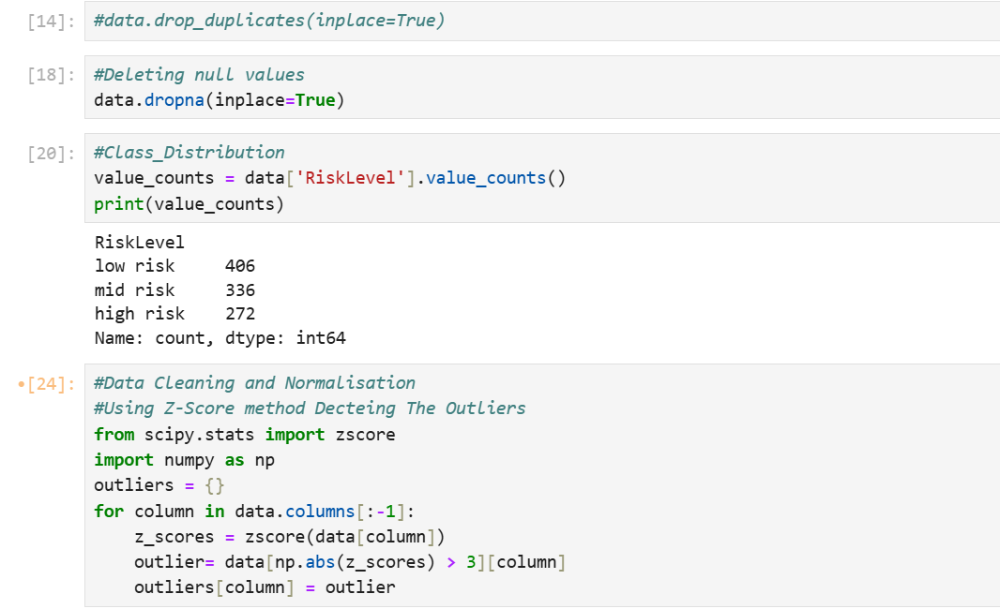 [14]: #data.drop_duplicates(inplace=True)
[18]: #Deleting null values
data.dropna(inplace=True)
[20]: #Class_Distribution
value_counts = data['RiskLevel'].value_counts()
print(value_counts)
RiskLevel
low risk     406
mid risk     336
high risk    272
Name: count, dtype: int64
•[24]: #Data Cleaning and Normalisation
#Using Z-Score method Decteing The Outliers
from scipy.stats import zscore
import numpy as np
outliers = {}
for column in data.columns[:-1]:
    z_scores = zscore(data[column])
    outlier= data[np.abs(z_scores) > 3][column]
    outliers[column] = outlier